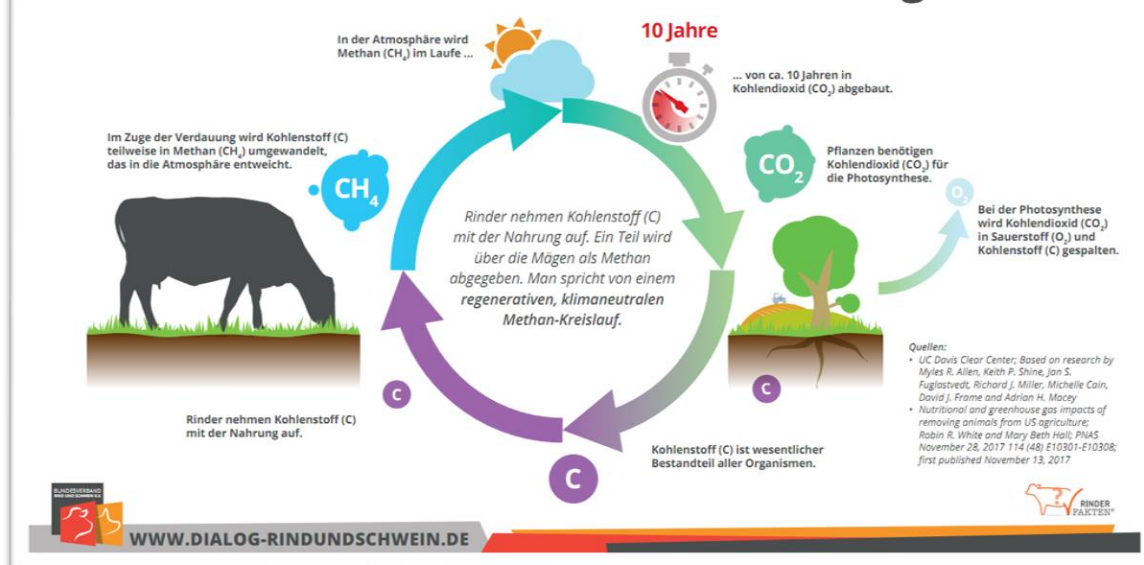 In der Atmosphäre wird
Methan (CH₄) im Laufe ...
10 Jahre
... von ca. 10 Jahren in
Kohlendioxid (CO₂) abgebaut.
Im Zuge der Verdauung wird Kohlenstoff (C)
teilweise in Methan (CH₄) umgewandelt,
das in die Atmosphäre entweicht.
CH₄
CO₂
Pflanzen benötigen
Kohlendioxid (CO₂) für
die Photosynthese.
O₂
Bei der Photosynthese
wird Kohlendioxid (CO₂)
in Sauerstoff (O₂) und
Kohlenstoff (C) gespalten.
Rinder nehmen Kohlenstoff (C)
mit der Nahrung auf. Ein Teil wird
über die Mägen als Methan
abgegeben. Man spricht von einem
regenerativen, klimaneutralen
Methan-Kreislauf.
C
C
Rinder nehmen Kohlenstoff (C)
mit der Nahrung auf.
C
Kohlenstoff (C) ist wesentlicher
Bestandteil aller Organismen.
Quellen:
• UC Davis Clear Center; Based on research by
Myles R. Allen, Keith P. Shine, Jan S.
Fuglestvedt, Richard J. Miller, Michelle Cain,
David J. Frame and Adrian H. Macey
• Nutritional and greenhouse gas impacts of
removing animals from US agriculture;
Robin R. White and Mary Beth Hall; PNAS
November 28, 2017 114 (48) E10301-E10308;
first published November 13, 2017
BUNDESVERBAND
RIND UND SCHWEIN E.V.
WWW.DIALOG-RINDUNDSCHWEIN.DE
RINDER
FAKTEN®